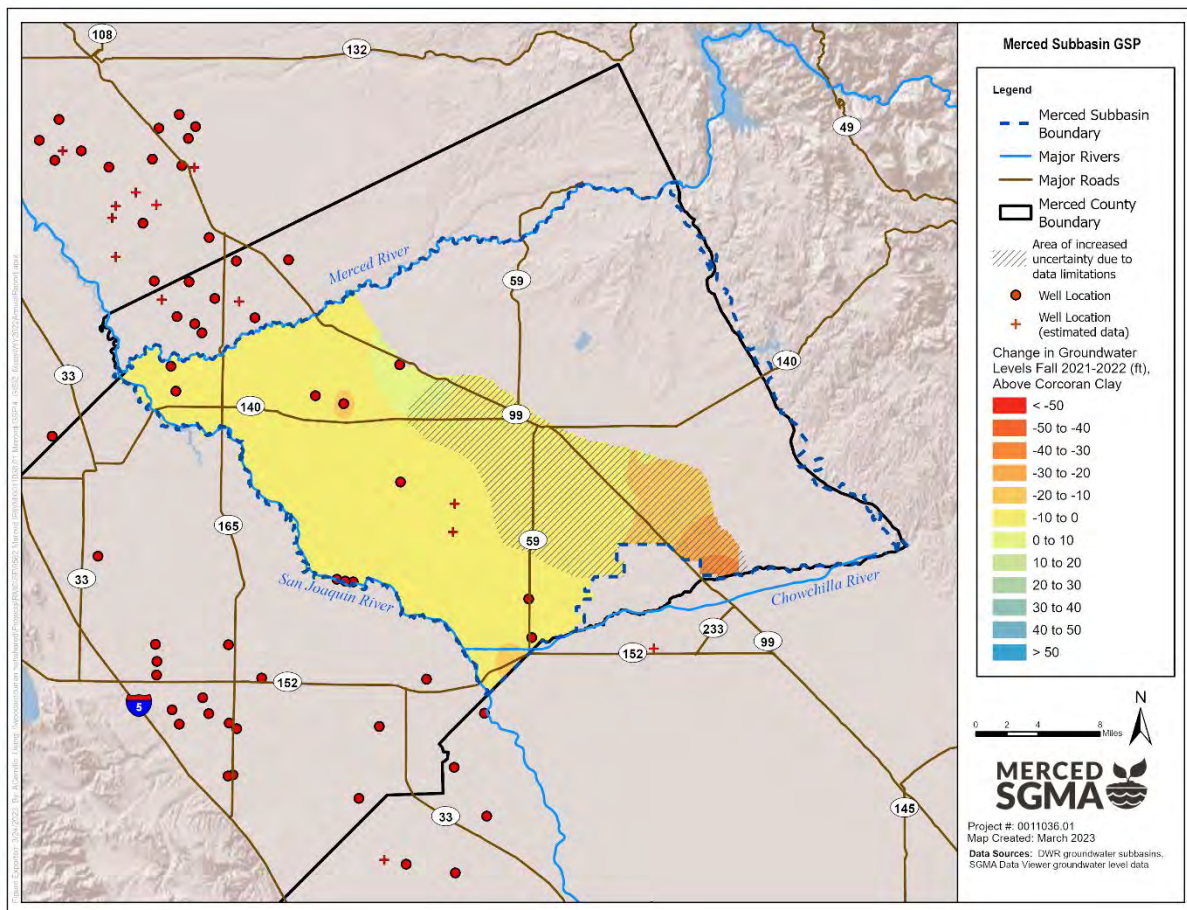 Merced Subbasin GSP
Legend
Merced Subbasin
Boundary
Major Rivers
Major Roads
Merced County
Boundary
Area of increased
uncertainty due to
data limitations
Well Location
Well Location
(estimated data)
Change in Groundwater
Levels Fall 2021-2022 (ft),
Above Corcoran Clay
< -50
-50 to -40
-40 to -30
-30 to -20
-20 to -10
-10 to 0
0 to 10
10 to 20
20 to 30
30 to 40
40 to 50
> 50
N
0 2 4 8
Miles
MERCED
SGMA
Project #: 0011036.01
Map Created: March 2023
Data Sources: DWR groundwater subbasins,
SGMA Data Viewer groundwater level data
108
132
49
Merced River
59
33
140
140
99
165
59
33
San Joaquin River
Chowchilla River
233
152
99
152
5
33
145